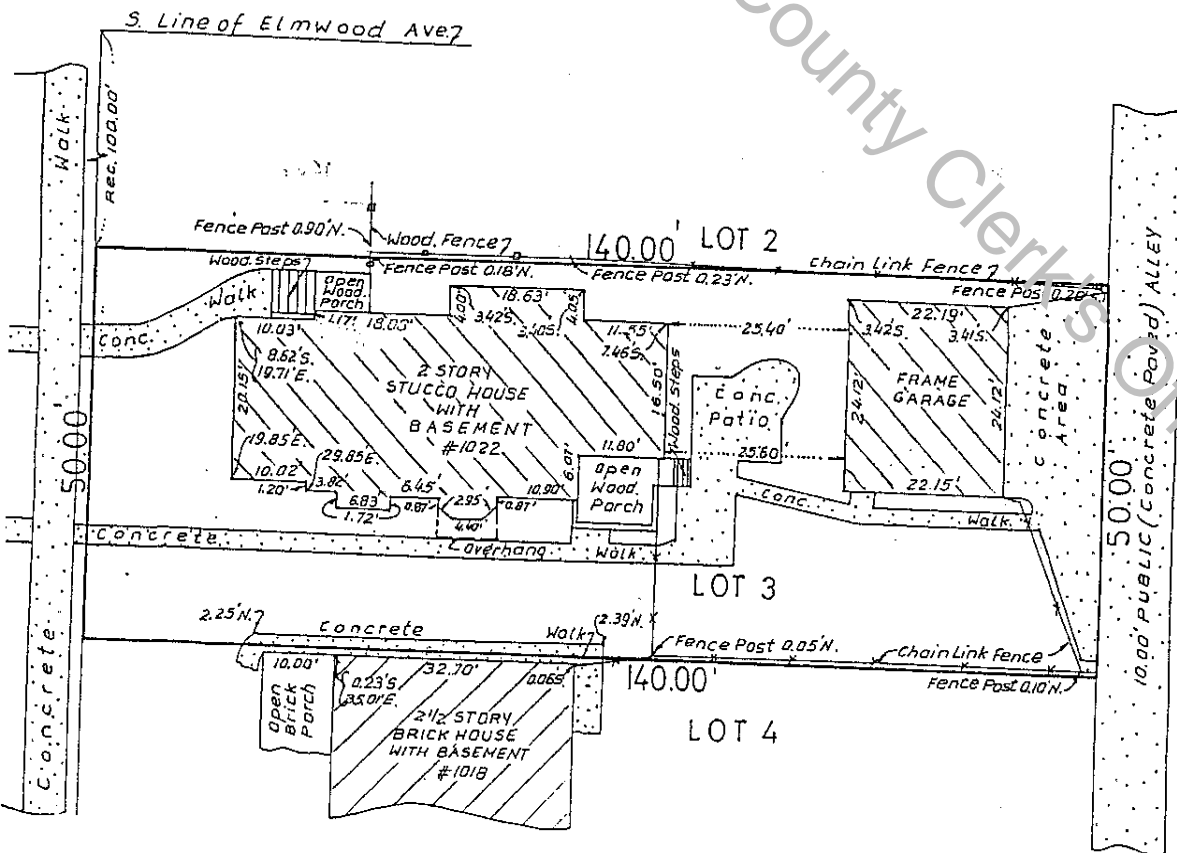 S. Line of Elmwood Ave.
County Clerk's
Walk
Rec. 100.00'
Fence Post 0.90'N.
Wood Fence
140.00'
LOT 2
Chain Link Fence
Wood Steps
Fence Post 0.18'N.
Fence Post 0.23'N.
Fence Post 0.20'N.
Open
Wood
Porch
Walk
Conc.
1.17'
18.03'
4.00'
18.63'
3.42'S.
3.40'S.
4.05'
11.55'
7.46'S.
25.40'
22.19'
3.42'S.
3.41'S.
10.03'
8.62'S.
19.71'E.
20.15'
2 STORY
STUCCO HOUSE
WITH
BASEMENT
#1022
16.50'
Wood Steps
Conc.
Patio
24.12'
FRAME
GARAGE
24.12'
Concrete
Area
50.00'
19.85'E.
29.85'E.
10.02'
1.20'
3.82'
6.83'
1.72'
6.45'
0.87'
2.95'
4.40'
0.87'
10.90'
6.07'
11.80'
Open
Wood
Porch
25.60'
22.15'
Conc.
Walk
Concrete
Overhang
Walk
LOT 3
50.00'
10.00' PUBLIC (Concrete Paved) ALLEY
2.25'N.
Concrete
Walk
2.39'N.
Fence Post 0.05'N.
Chain Link Fence
Fence Post 0.10'N.
140.00'
10.00'
32.70'
0.23'S
35.01'E.
0.06'S
Open
Brick
Porch
2 1/2 STORY
BRICK HOUSE
WITH BASEMENT
#1018
LOT 4
Concrete